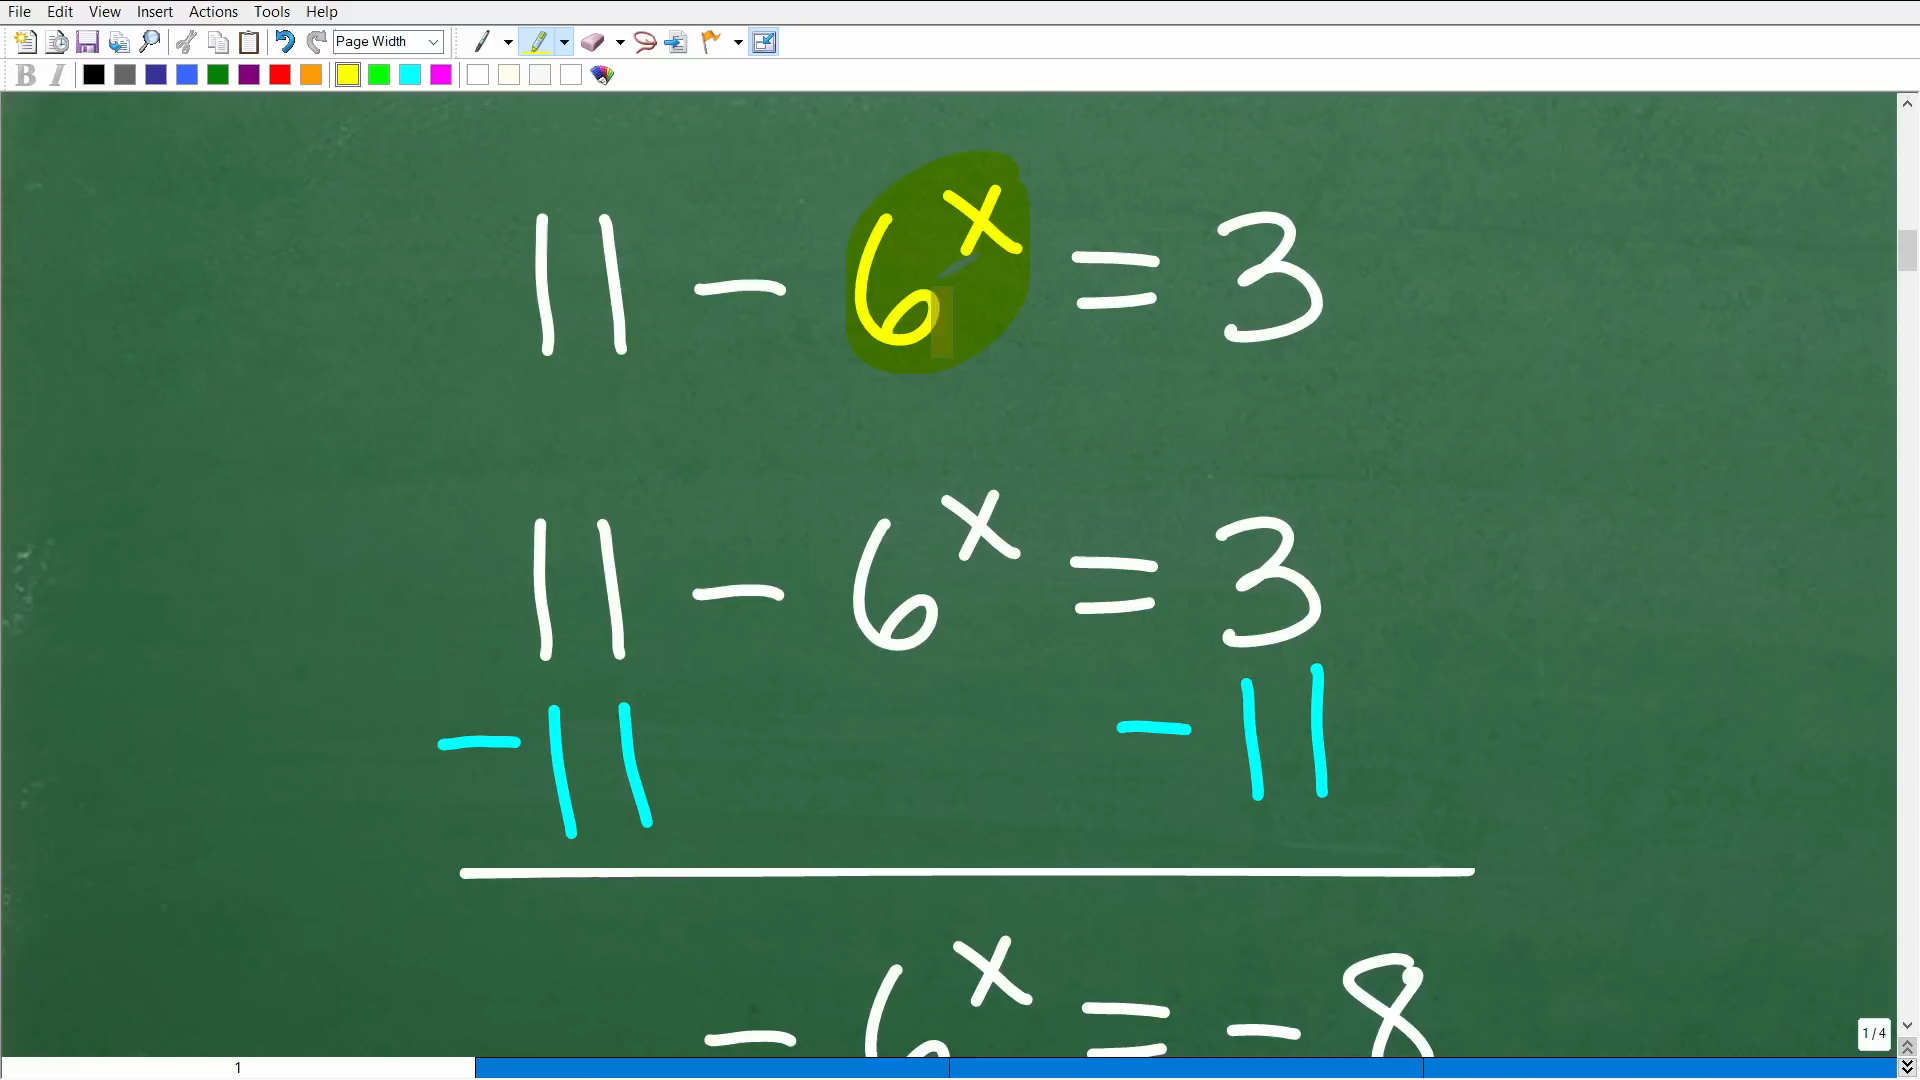 File Edit View Insert Actions Tools Help
Page Width
B I
11 - 6^x = 3
11 - 6^x = 3
-11 -11
- 6^x = - 8
1 / 4
1